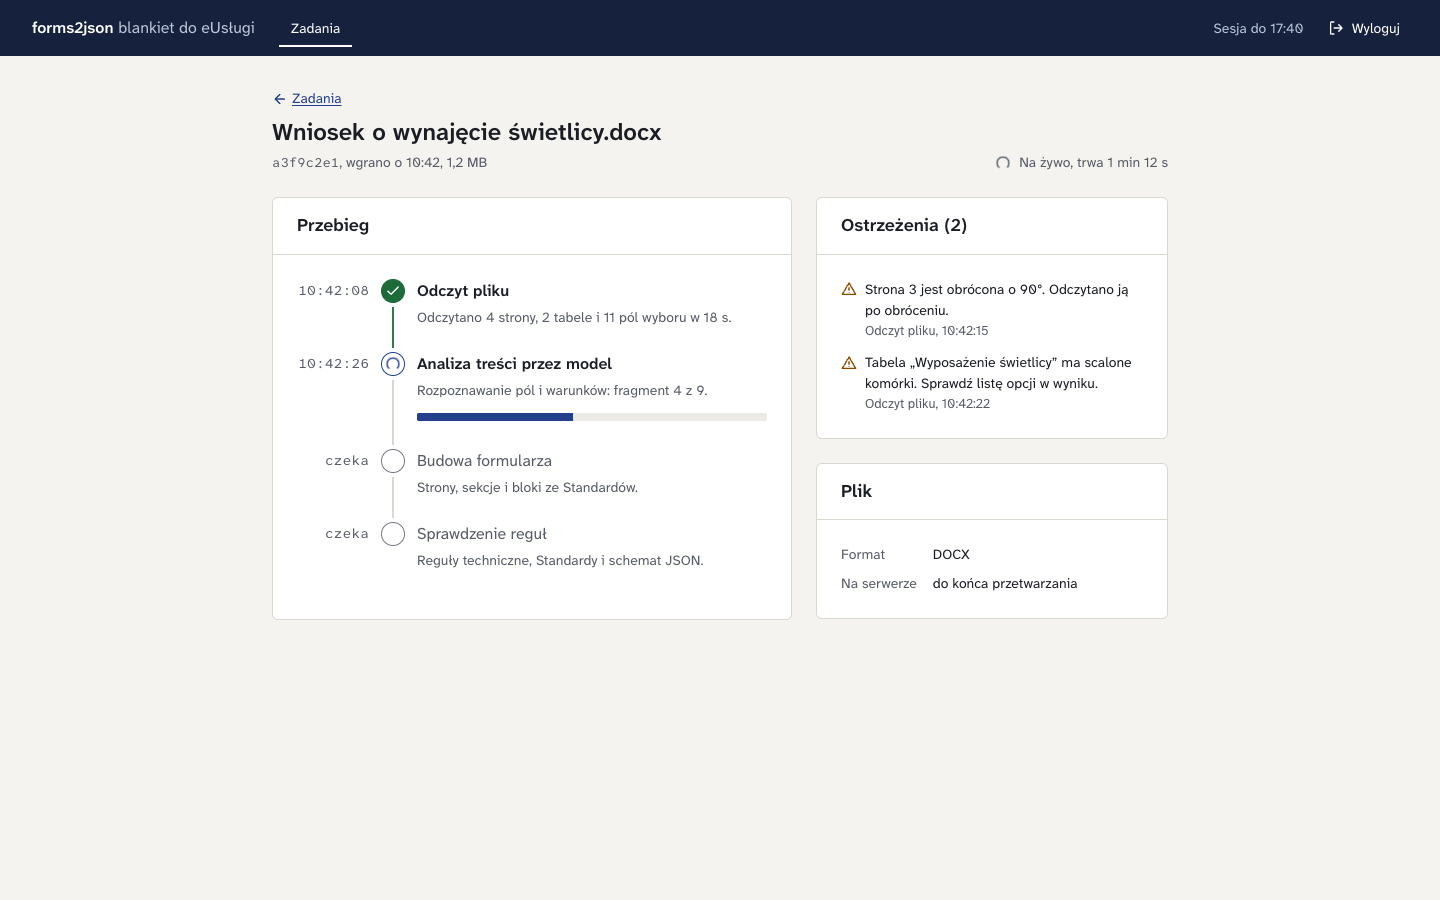 forms2json blankiet do eUsługi
Zadania
Sesja do 17:40
Wyloguj
Zadania
Wniosek o wynajęcie świetlicy.docx
a3f9c2e1, wgrano o 10:42, 1,2 MB
Na żywo, trwa 1 min 12 s
Przebieg
10:42:08
Odczyt pliku
Odczytano 4 strony, 2 tabele i 11 pól wyboru w 18 s.
10:42:26
Analiza treści przez model
Rozpoznawanie pól i warunków: fragment 4 z 9.
czeka
Budowa formularza
Strony, sekcje i bloki ze Standardów.
czeka
Sprawdzenie reguł
Reguły techniczne, Standardy i schemat JSON.
Ostrzeżenia (2)
Strona 3 jest obrócona o 90°. Odczytano ją
po obróceniu.
Odczyt pliku, 10:42:15
Tabela „Wyposażenie świetlicy” ma scalone
komórki. Sprawdź listę opcji w wyniku.
Odczyt pliku, 10:42:22
Plik
Format
DOCX
Na serwerze
do końca przetwarzania